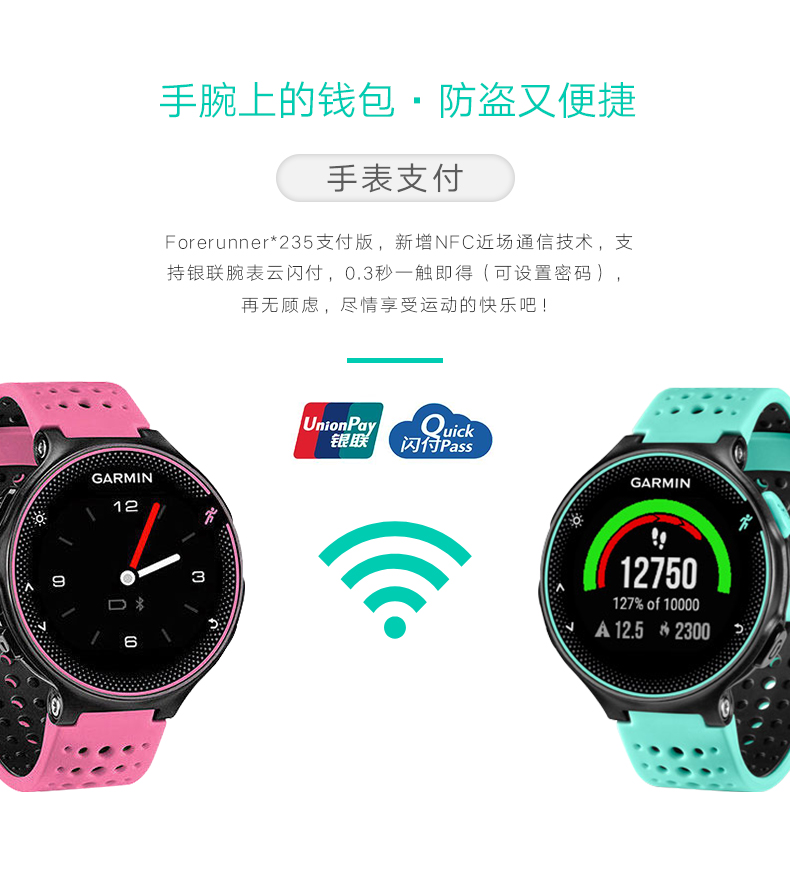 手腕上的钱包·防盗又便捷
手表支付
Forerunner*235支付版，新增NFC近场通信技术，支
持银联腕表云闪付，0.3秒一触即得（可设置密码），
再无顾虑，尽情享受运动的快乐吧！
UnionPay
银联
Quick
闪付Pass
GARMIN
12
9
3
6
GARMIN
12750
127% of 10000
12.5
2300